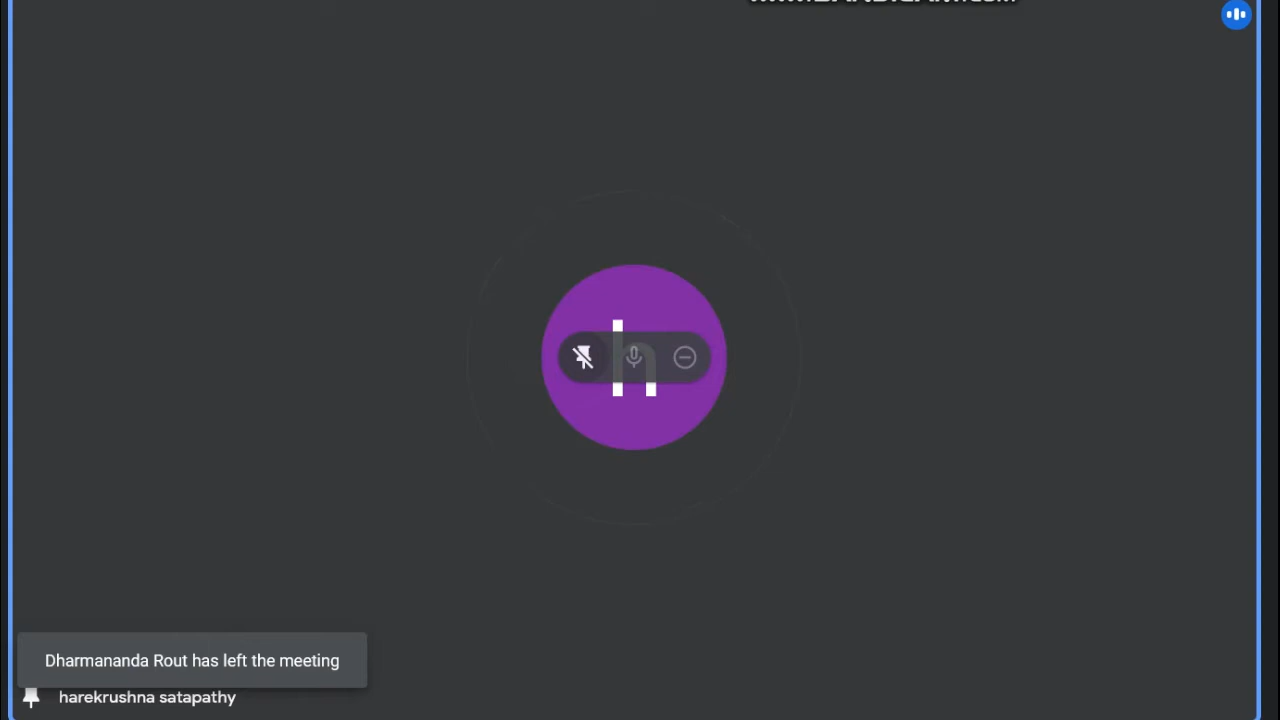 h
Dharmananda Rout has left the meeting
harekrushna satapathy